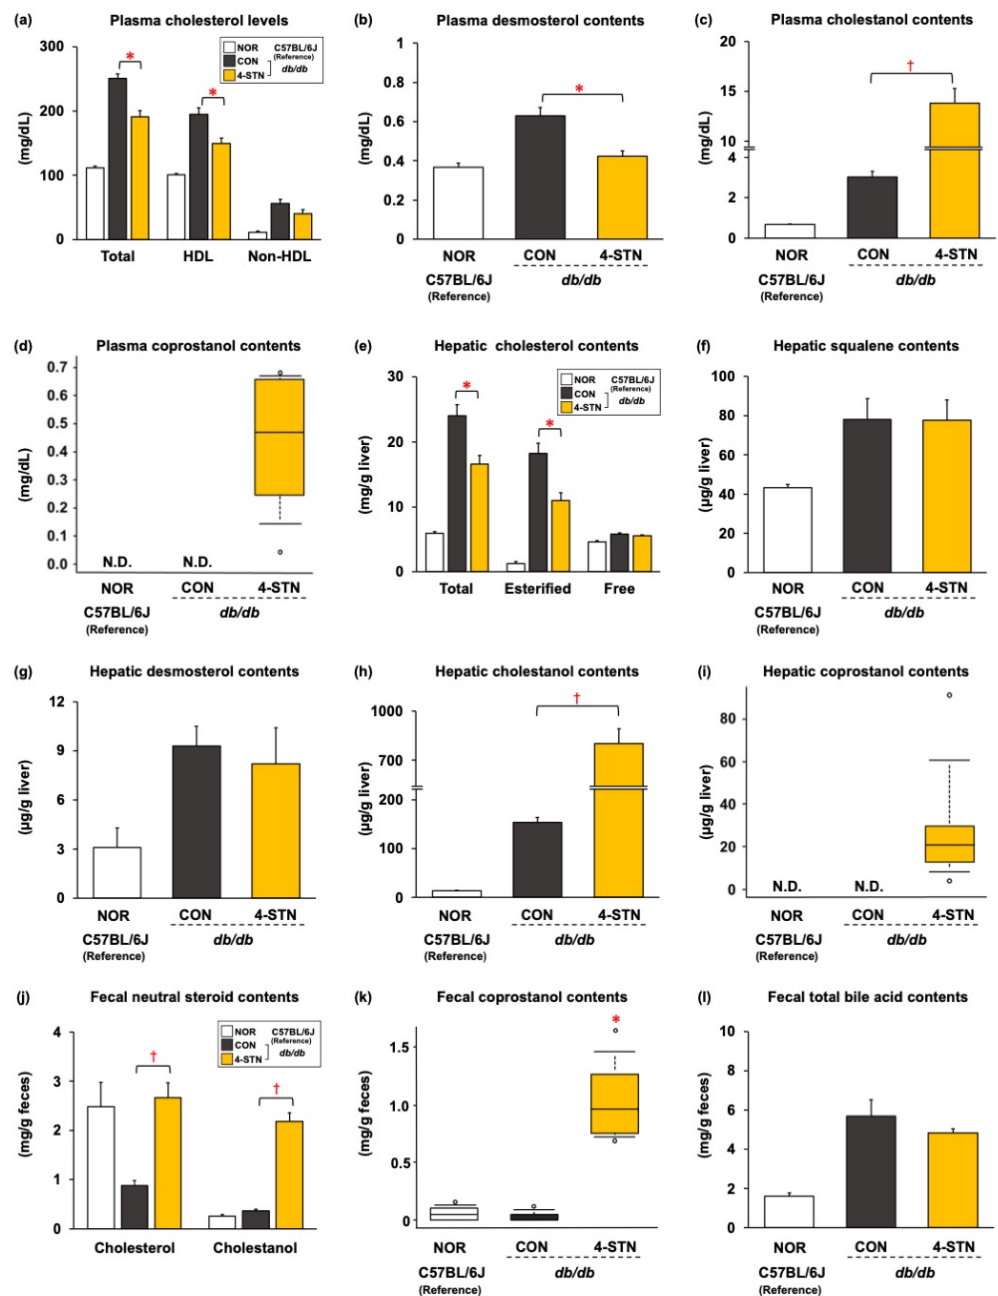 (a) Plasma cholesterol levels
300
200
100
0
(mg/dL)
NOR C57BL/6J
(Reference)
CON
db/db
4-STN
*
*
Total HDL Non-HDL
(b) Plasma desmosterol contents
1
0.8
0.6
0.4
0.2
0
(mg/dL)
*
NOR CON 4-STN
C57BL/6J db/db
(Reference)
(c) Plasma cholestanol contents
20
15
10
4
2
0
(mg/dL)
†
NOR CON 4-STN
C57BL/6J db/db
(Reference)
(d) Plasma coprostanol contents
0.7
0.6
0.5
0.4
0.3
0.2
0.1
0.0
(mg/dL)
N.D. N.D.
NOR CON 4-STN
C57BL/6J db/db
(Reference)
(e) Hepatic cholesterol contents
30
20
10
0
(mg/g liver)
NOR C57BL/6J
(Reference)
CON
db/db
4-STN
*
*
Total Esterified Free
(f) Hepatic squalene contents
100
80
60
40
20
0
(μg/g liver)
NOR CON 4-STN
C57BL/6J db/db
(Reference)
(g) Hepatic desmosterol contents
12
9
6
3
0
(μg/g liver)
NOR CON 4-STN
C57BL/6J db/db
(Reference)
(h) Hepatic cholestanol contents
1000
700
200
100
0
(μg/g liver)
†
NOR CON 4-STN
C57BL/6J db/db
(Reference)
(i) Hepatic coprostanol contents
80
60
40
20
0
(μg/g liver)
N.D. N.D.
NOR CON 4-STN
C57BL/6J db/db
(Reference)
(j) Fecal neutral steroid contents
4
3
2
1
0
(mg/g feces)
NOR C57BL/6J
(Reference)
CON
db/db
4-STN
†
†
Cholesterol Cholestanol
(k) Fecal coprostanol contents
1.5
1.0
0.5
0
(mg/g feces)
*
NOR CON 4-STN
C57BL/6J db/db
(Reference)
(l) Fecal total bile acid contents
10
8
6
4
2
0
(mg/g feces)
NOR CON 4-STN
C57BL/6J db/db
(Reference)